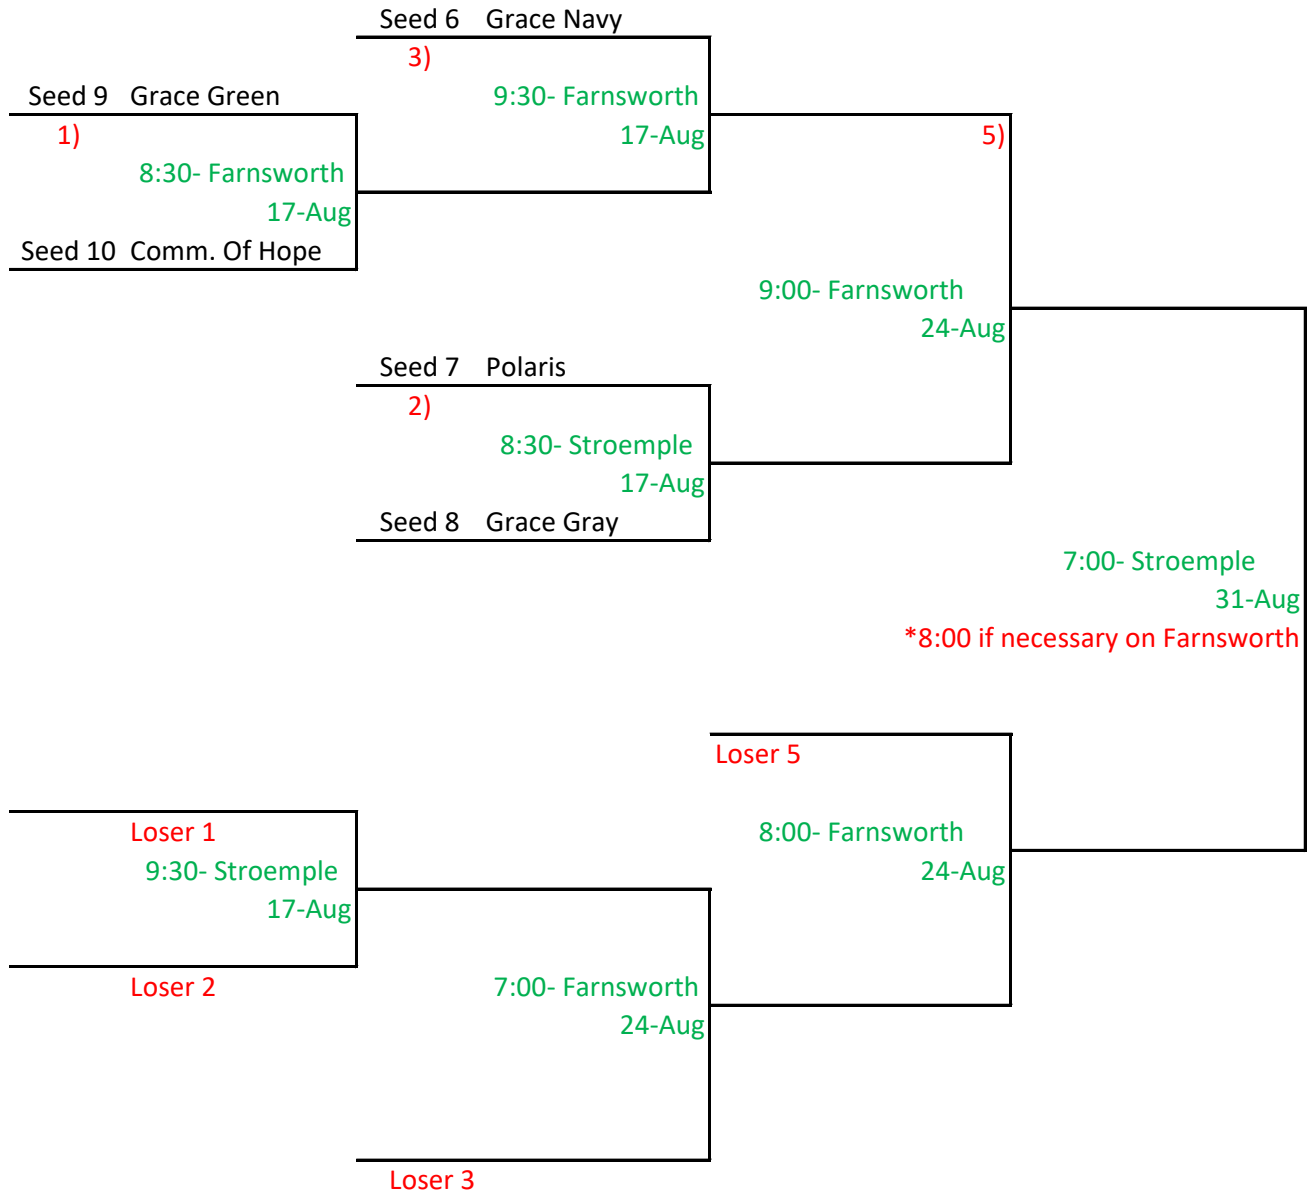 Seed 6 Grace Navy
3)
Seed 9 Grace Green
9:30- Farnsworth
1)
17-Aug
5)
8:30- Farnsworth
17-Aug
Seed 10 Comm. Of Hope
9:00- Farnsworth
24-Aug
Seed 7 Polaris
2)
8:30- Stroemple
17-Aug
Seed 8 Grace Gray
7:00- Stroemple
31-Aug
*8:00 if necessary on Farnsworth
Loser 5
Loser 1
8:00- Farnsworth
9:30- Stroemple
24-Aug
17-Aug
Loser 2
7:00- Farnsworth
24-Aug
Loser 3